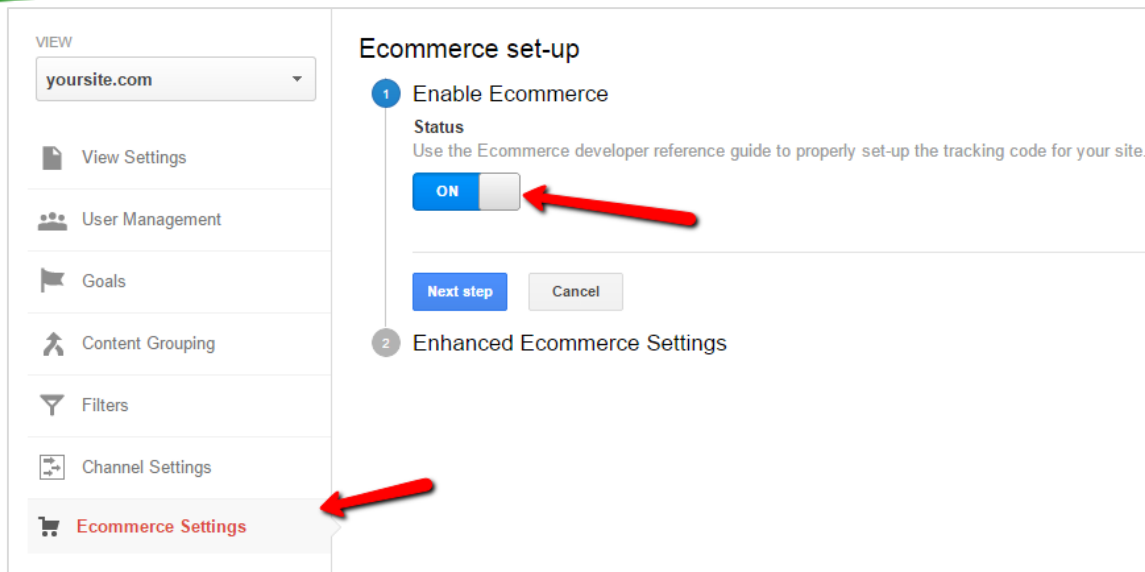 VIEW
yoursite.com
View Settings
User Management
Goals
Content Grouping
Filters
Channel Settings
Ecommerce Settings
Ecommerce set-up
1
Enable Ecommerce
Status
Use the Ecommerce developer reference guide to properly set-up the tracking code for your site.
ON
Next step
Cancel
2
Enhanced Ecommerce Settings